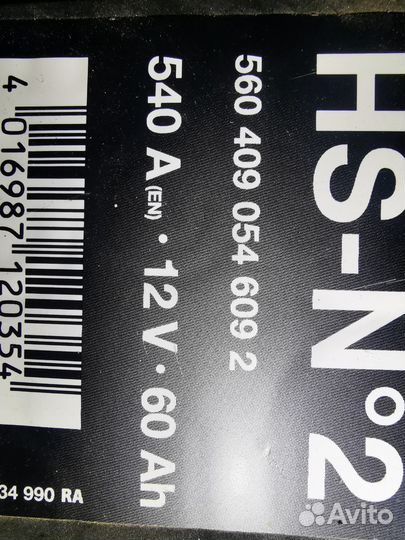 HS-N°2
560 409 054 609 2
540 A(EN) · 12 V · 60 Ah
4 016987 120354
34 990 RA
Avito